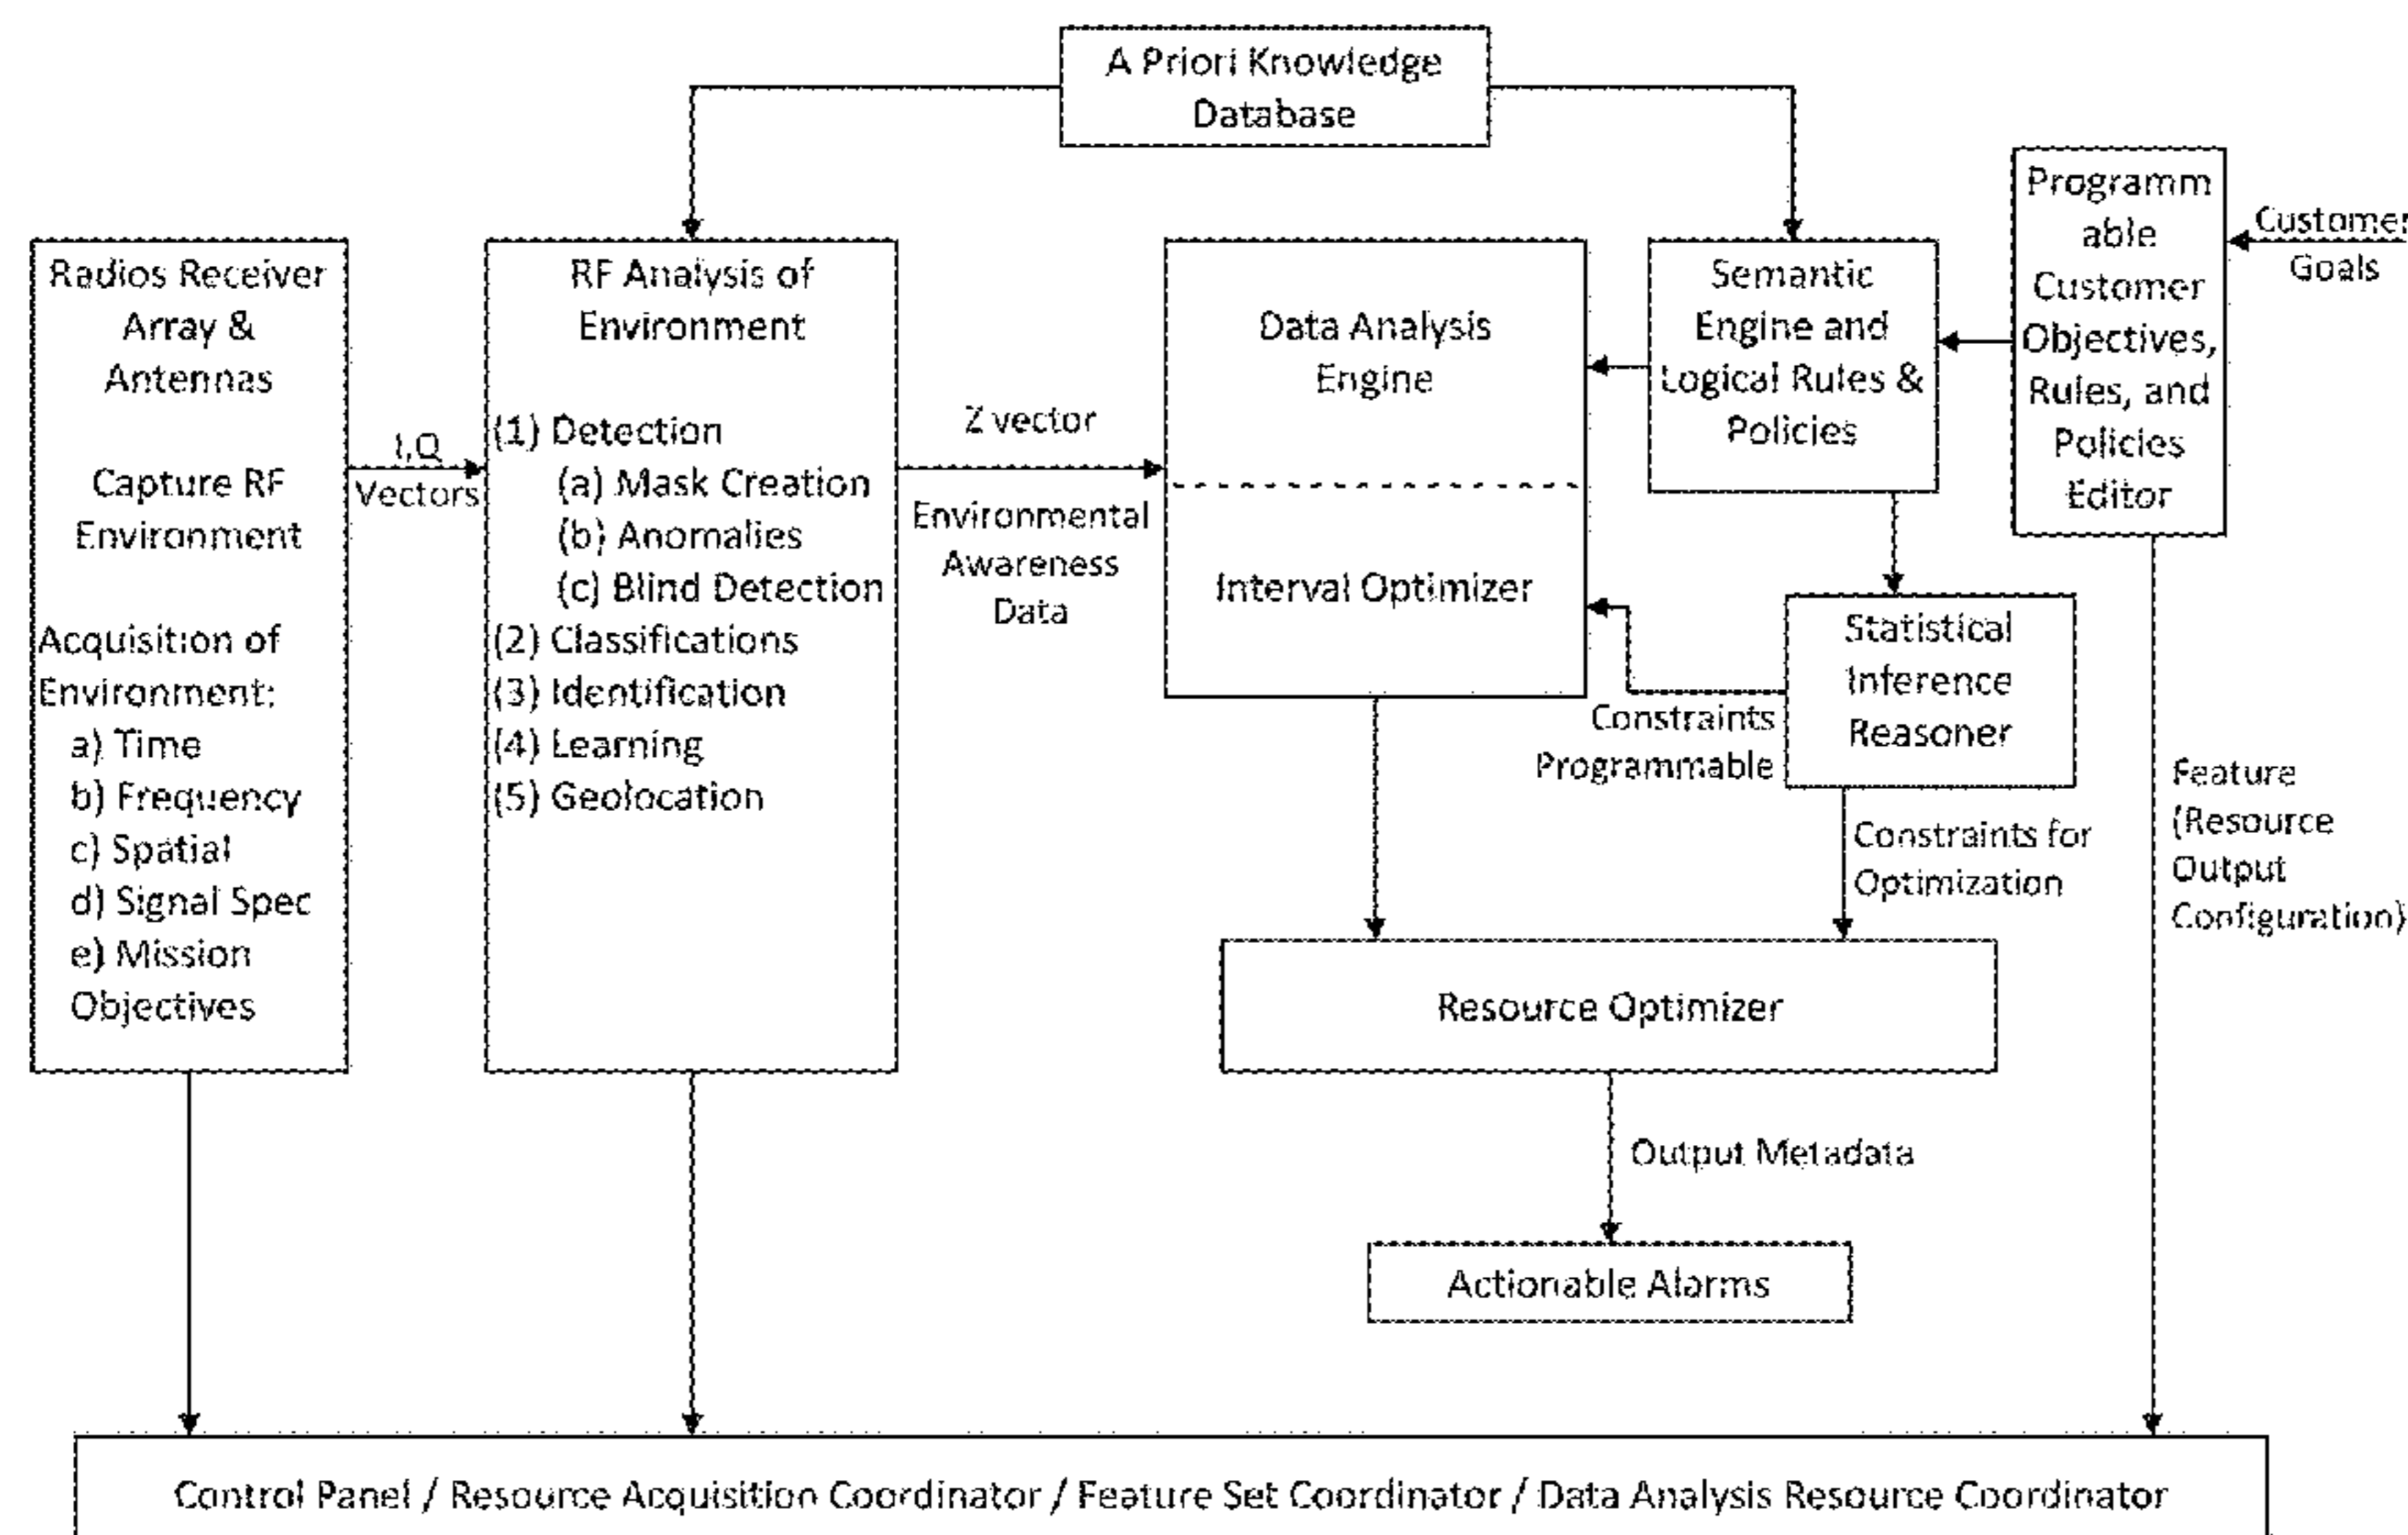 A Priori Knowledge
Database
Radios Receiver
Array &
Antennas
Capture RF
Environment
Acquisition of
Environment:
a) Time
b) Frequency
c) Spatial
d) Signal Spec
e) Mission
Objectives
I,Q
Vectors
RF Analysis of
Environment
(1) Detection
(a) Mask Creation
(b) Anomalies
(c) Blind Detection
(2) Classifications
(3) Identification
(4) Learning
(5) Geolocation
Z vector
Environmental
Awareness
Data
Data Analysis
Engine
Interval Optimizer
Semantic
Engine and
Logical Rules &
Policies
Programm
able
Customer
Objectives,
Rules, and
Policies
Editor
Customer
Goals
Statistical
Inference
Reasoner
Constraints
Programmable
Constraints for
Optimization
Feature
(Resource
Output
Configuration)
Resource Optimizer
Output Metadata
Actionable Alarms
Control Panel / Resource Acquisition Coordinator / Feature Set Coordinator / Data Analysis Resource Coordinator